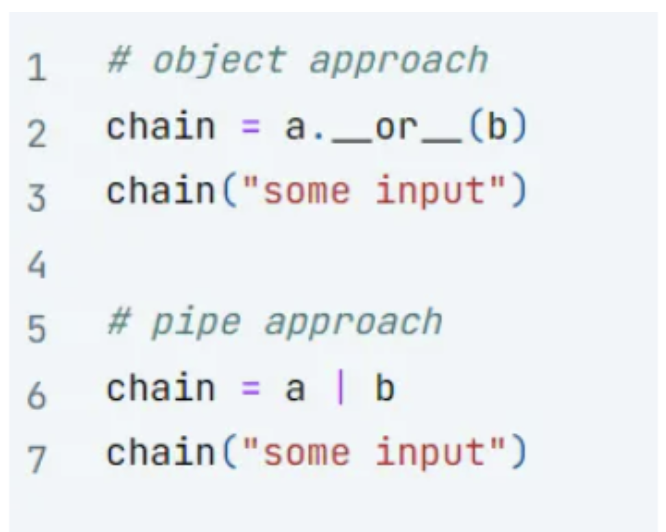 1 # object approach
2 chain = a.__or__(b)
3 chain("some input")
4
5 # pipe approach
6 chain = a | b
7 chain("some input")